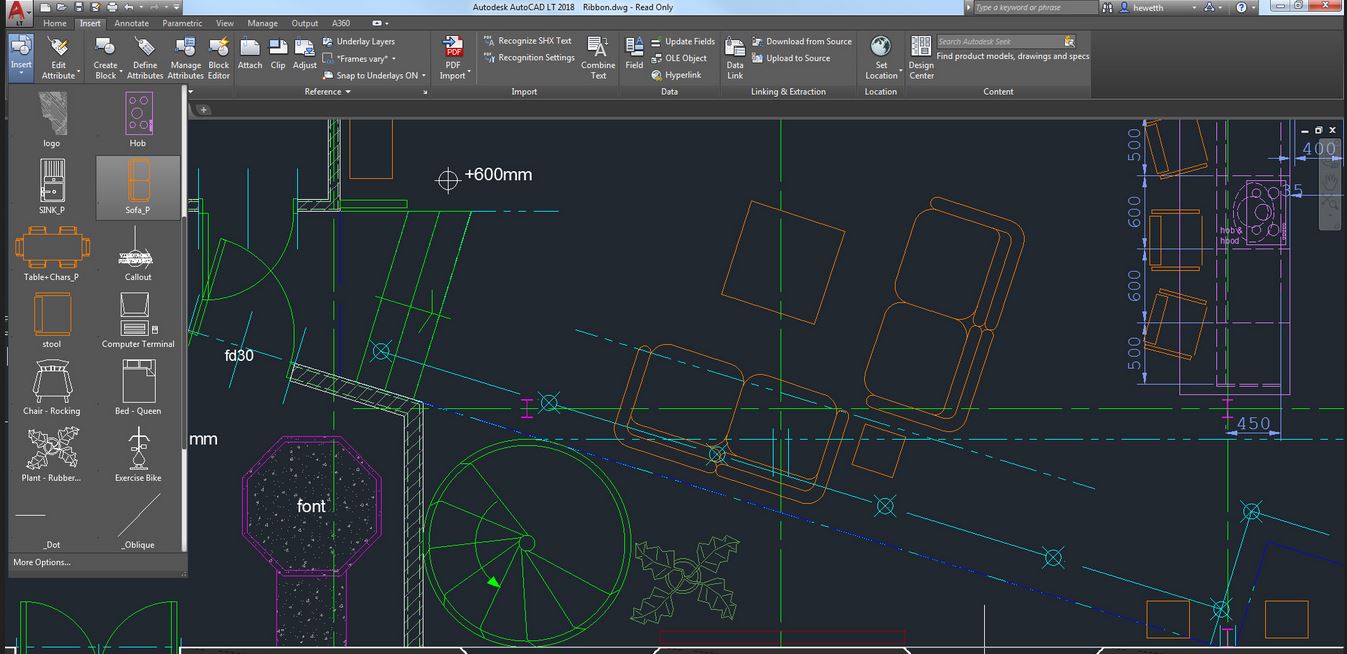 Autodesk AutoCAD LT 2018 Ribbon.dwg - Read Only
Type a keyword or phrase
hewetth
LT
Home Insert Annotate Parametric View Manage Output A360
Insert
Edit
Attribute
Create
Block
Define
Attributes
Manage
Attributes
Block
Editor
Attach
Clip
Adjust
Underlay Layers
*Frames vary*
Snap to Underlays ON
PDF
PDF
Import
Recognize SHX Text
Recognition Settings
Combine
Text
Field
Update Fields
OLE Object
Hyperlink
Data
Link
Download from Source
Upload to Source
Set
Location
Design
Center
Search Autodesk Seek
Find product models, drawings and specs
Reference
Import
Data
Linking & Extraction
Location
Content
logo
Hob
SINK_P
Sofa_P
Table+Chars_P
Callout
stool
Computer Terminal
Chair - Rocking
Bed - Queen
Plant - Rubber...
Exercise Bike
_Dot
_Oblique
More Options...
+600mm
fd30
mm
font
500
600
600
500
400
35
hob &
hood
450